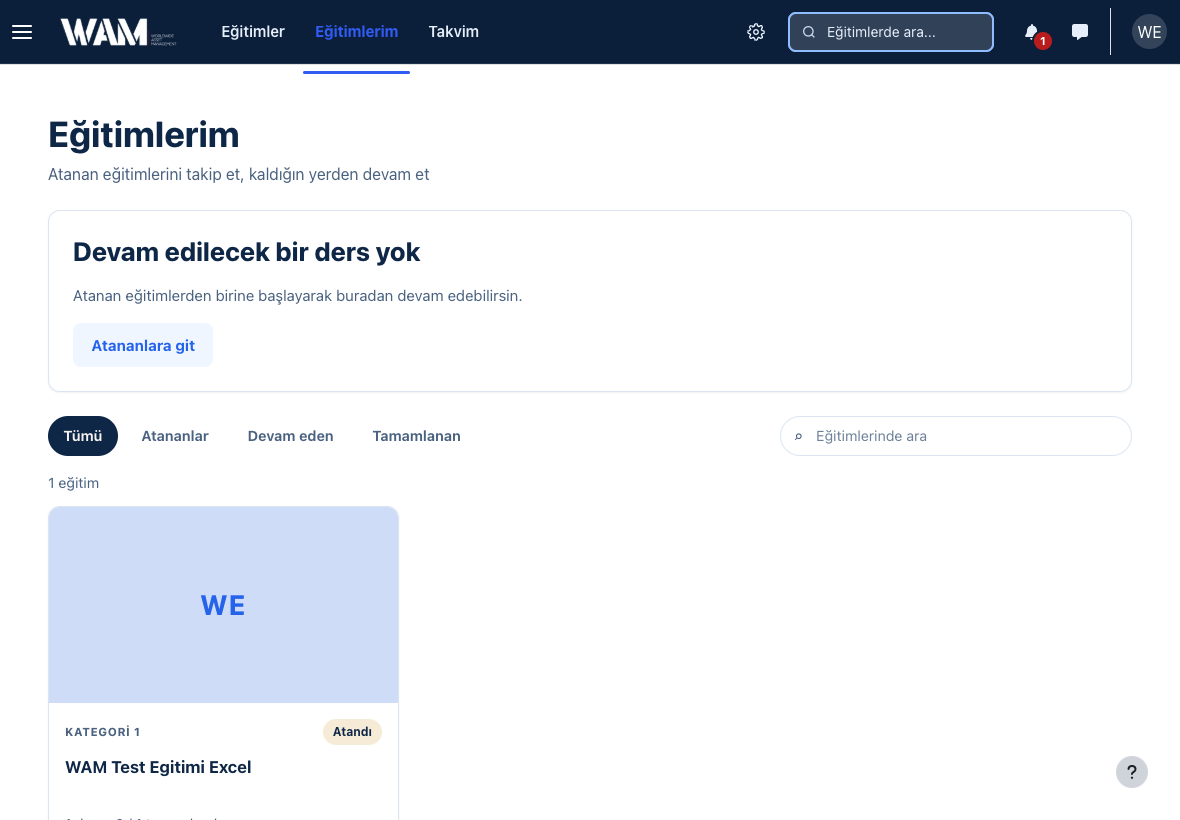 WAM
Eğitimler
Eğitimlerim
Takvim
Eğitimlerde ara...
1
WE
Eğitimlerim
Atanan eğitimlerini takip et, kaldığın yerden devam et
Devam edilecek bir ders yok
Atanan eğitimlerden birine başlayarak buradan devam edebilirsin.
Atananlara git
Tümü
Atananlar
Devam eden
Tamamlanan
Eğitimlerinde ara
1 eğitim
WE
KATEGORİ 1
Atandı
WAM Test Egitimi Excel
?